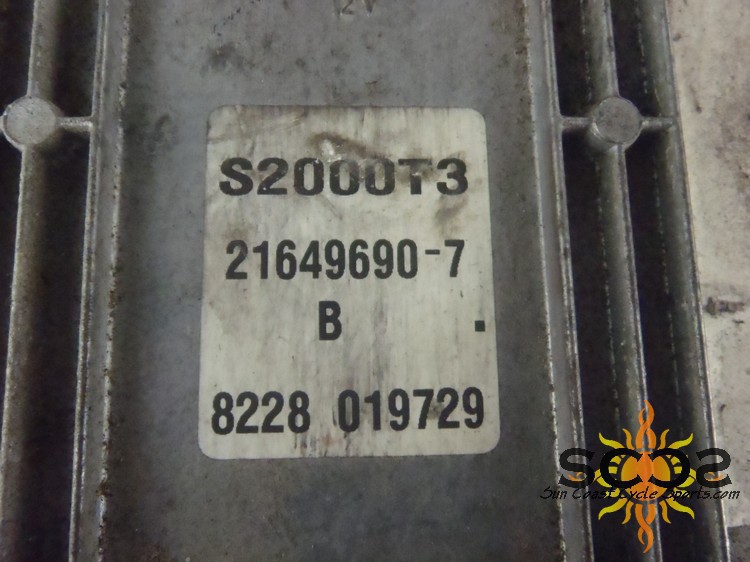 12V
S2000T3
21649690-7
B .
8228 019729
SCCS
Sun Coast Cycle Sports.com